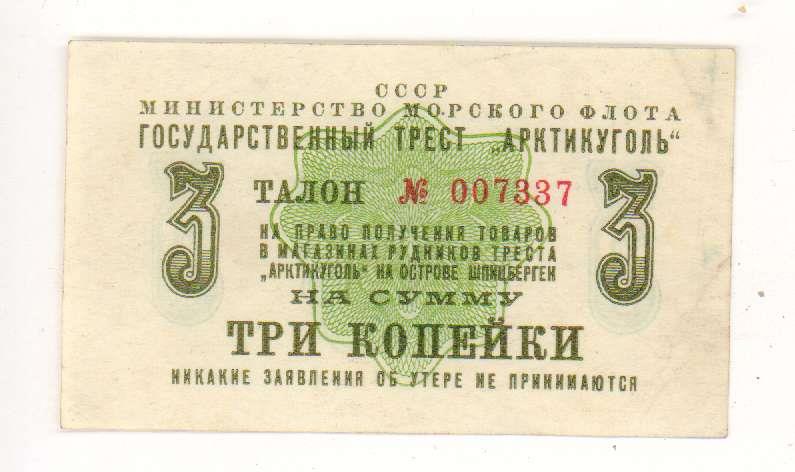 СССР
МИНИСТЕРСТВО МОРСКОГО ФЛОТА
ГОСУДАРСТВЕННЫЙ ТРЕСТ „АРКТИКУГОЛЬ“
3 ТАЛОН № 007337 3
НА ПРАВО ПОЛУЧЕНИЯ ТОВАРОВ
В МАГАЗИНАХ РУДНИКОВ ТРЕСТА
„АРКТИКУГОЛЬ“ НА ОСТРОВЕ ШПИЦБЕРГЕН
НА СУММУ
ТРИ КОПЕЙКИ
НИКАКИЕ ЗАЯВЛЕНИЯ ОБ УТЕРЕ НЕ ПРИНИМАЮТСЯ